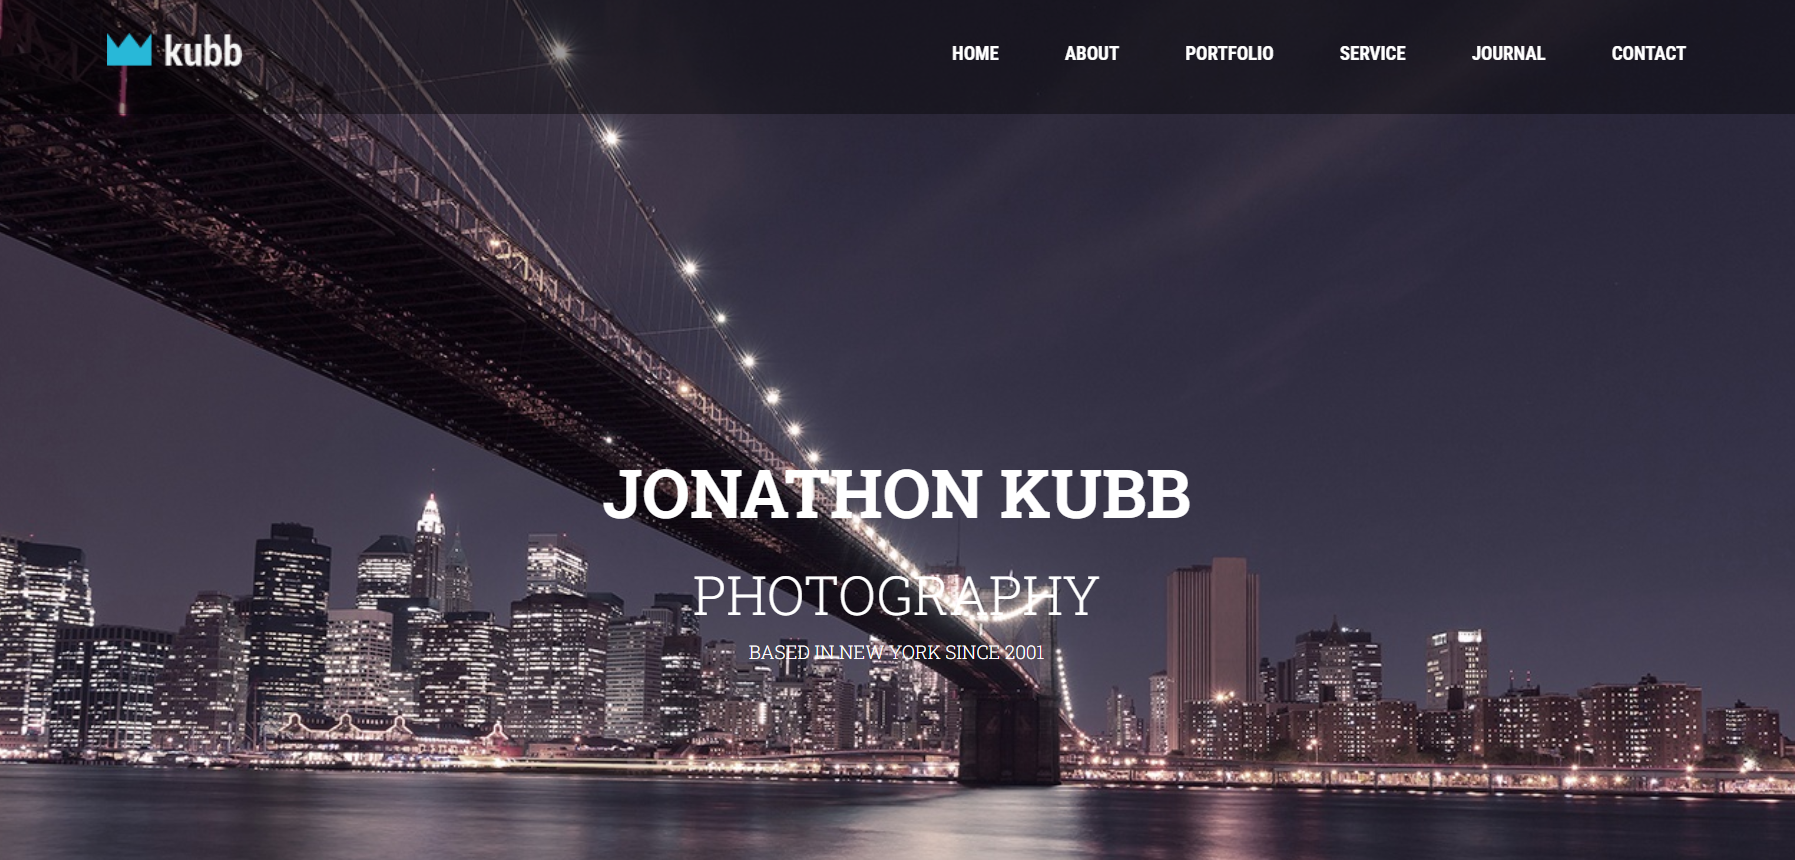 kubb
HOME ABOUT PORTFOLIO SERVICE JOURNAL CONTACT
JONATHON KUBB
PHOTOGRAPHY
BASED IN NEW YORK SINCE 2001